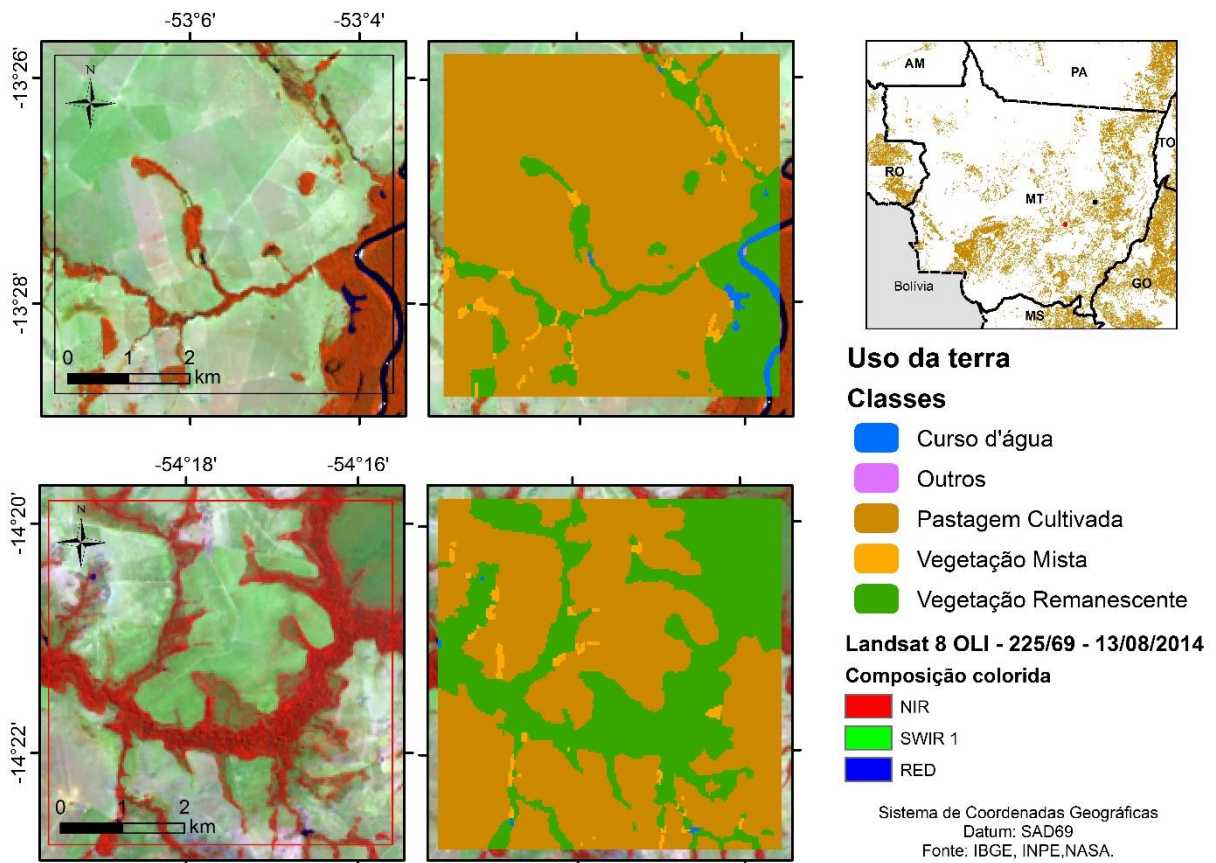 -53°6'
-53°4'
-13°26'
-13°28'
N
0 1 2
km
-54°18'
-54°16'
-14°20'
-14°22'
N
0 1 2
km
AM
PA
TO
RO
MT
Bolívia
GO
MS
Uso da terra
Classes
Curso d'água
Outros
Pastagem Cultivada
Vegetação Mista
Vegetação Remanescente
Landsat 8 OLI - 225/69 - 13/08/2014
Composição colorida
NIR
SWIR 1
RED
Sistema de Coordenadas Geográficas
Datum: SAD69
Fonte: IBGE, INPE,NASA.